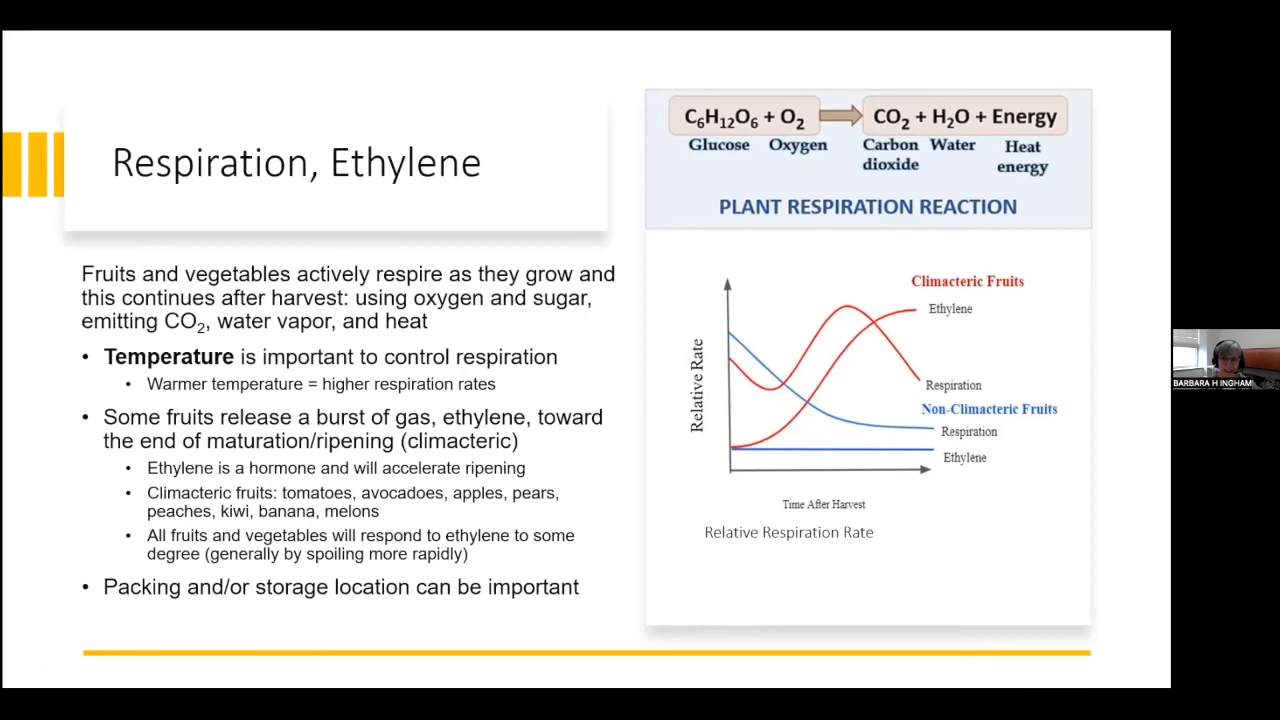 Respiration, Ethylene
Fruits and vegetables actively respire as they grow and
this continues after harvest: using oxygen and sugar,
emitting CO₂, water vapor, and heat
• Temperature is important to control respiration
• Warmer temperature = higher respiration rates
• Some fruits release a burst of gas, ethylene, toward
the end of maturation/ripening (climacteric)
• Ethylene is a hormone and will accelerate ripening
• Climacteric fruits: tomatoes, avocadoes, apples, pears,
peaches, kiwi, banana, melons
• All fruits and vegetables will respond to ethylene to some
degree (generally by spoiling more rapidly)
• Packing and/or storage location can be important
C₆H₁₂O₆ + O₂ CO₂ + H₂O + Energy
Glucose Oxygen Carbon dioxide Water Heat energy
PLANT RESPIRATION REACTION
Climacteric Fruits
Ethylene
Relative Rate
Respiration
Non-Climacteric Fruits
Respiration
Ethylene
Time After Harvest
Relative Respiration Rate
BARBARA H INGHAM